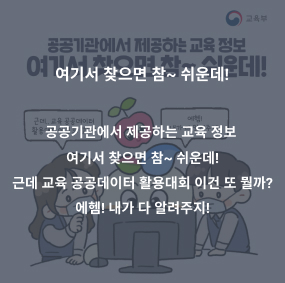 교육부
공공기관에서 제공하는 교육 정보
여기서 찾으면 참~ 쉬운데!
여기서 찾으면 참~ 쉬운데!
근데, 교육 공공데이터
에헴!
공공기관에서 제공하는 교육 정보
여기서 찾으면 참~ 쉬운데!
근데 교육 공공데이터 활용대회 이건 또 뭘까?
에헴! 내가 다 알려주지!